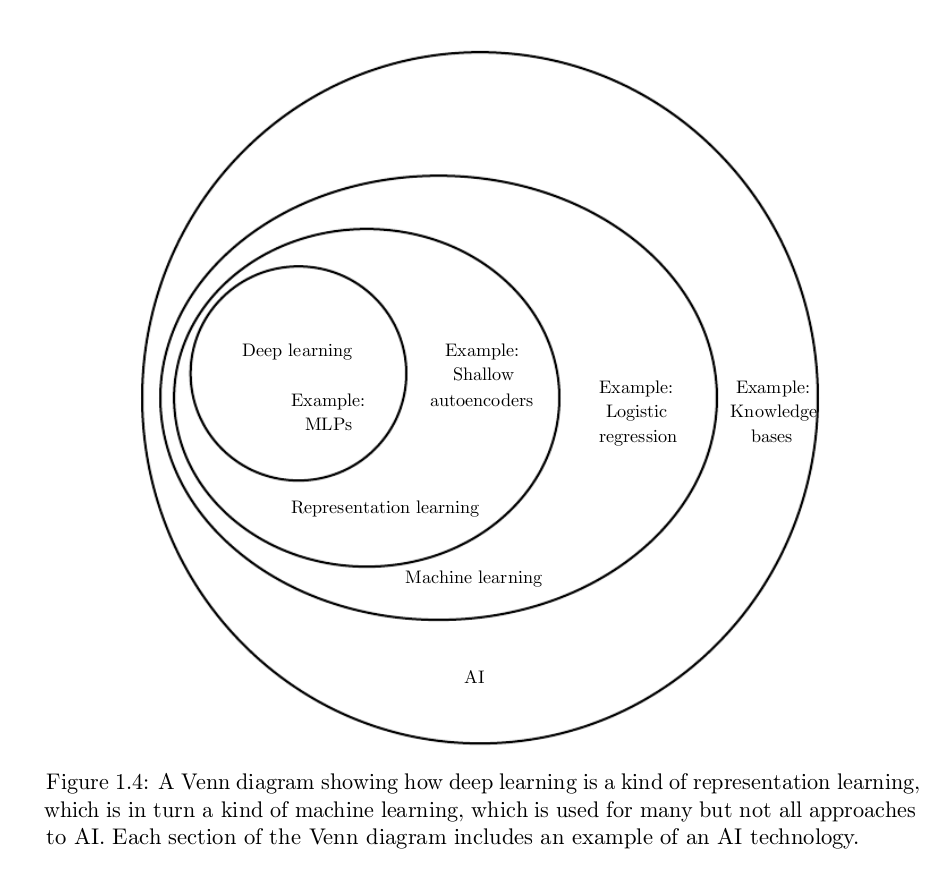 Deep learning
Example:
MLPs
Example:
Shallow
autoencoders
Example:
Logistic
regression
Example:
Knowledge
bases
Representation learning
Machine learning
AI
Figure 1.4: A Venn diagram showing how deep learning is a kind of representation learning,
which is in turn a kind of machine learning, which is used for many but not all approaches
to AI. Each section of the Venn diagram includes an example of an AI technology.